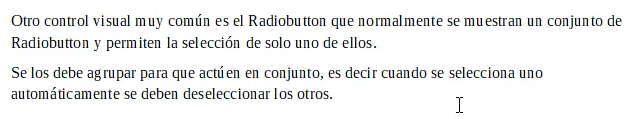 Otro control visual muy común es el Radiobutton que normalmente se muestran un conjunto de
Radiobutton y permiten la selección de solo uno de ellos.
Se los debe agrupar para que actúen en conjunto, es decir cuando se selecciona uno
automáticamente se deben deseleccionar los otros.